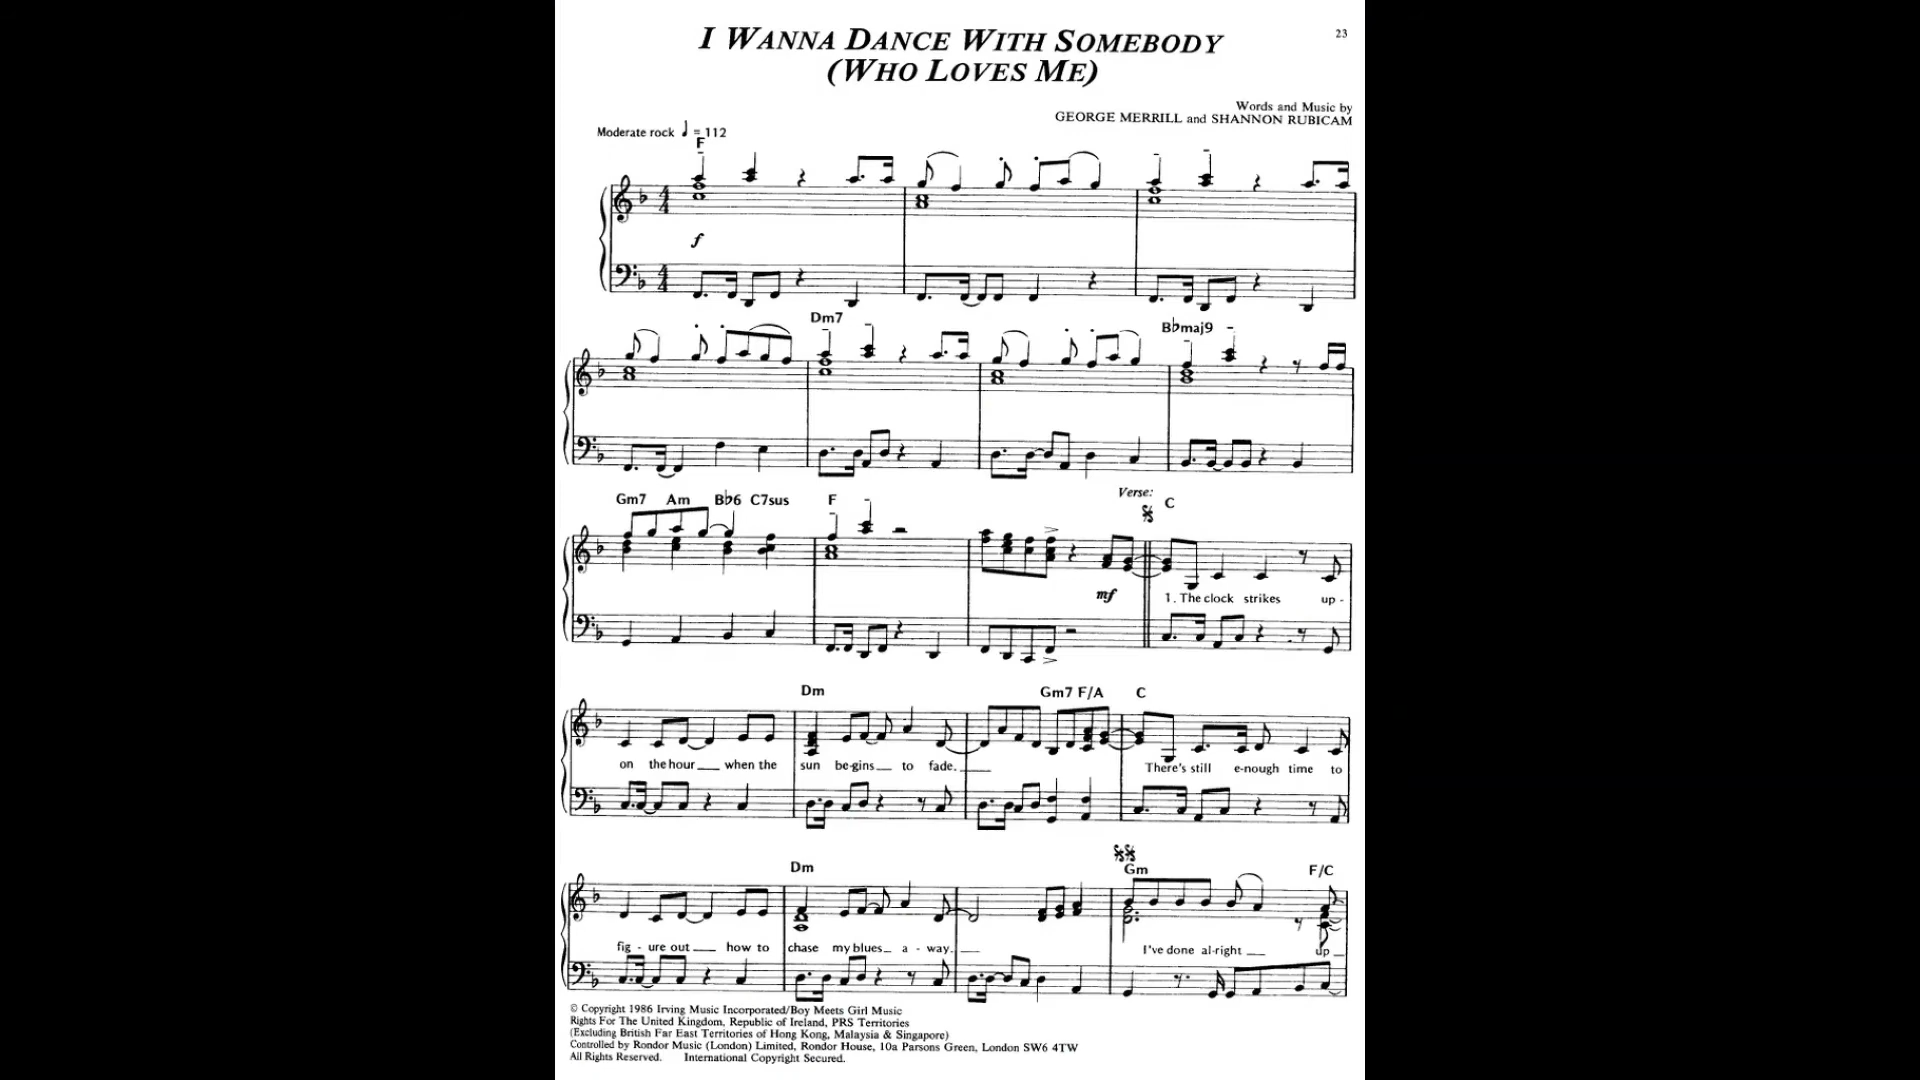 I WANNA DANCE WITH SOMEBODY
23
(WHO LOVES ME)
Words and Music by
GEORGE MERRILL and SHANNON RUBICAM
Moderate rock ♩ = 112
F
f
Dm7 B♭maj9
Gm7 Am B♭6 C7sus F Verse: C
mf
1. The clock strikes up -
Dm Gm7 F/A C
on the hour when the sun be-gins to fade. There's still e-nough time to
Dm Gm F/C
fig - ure out how to chase my blues a - way. I've done al-right up
© Copyright 1986 Irving Music Incorporated/Boy Meets Girl Music
Rights For The United Kingdom, Republic of Ireland, PRS Territories
(Excluding British Far East Territories of Hong Kong, Malaysia & Singapore)
Controlled by Rondor Music (London) Limited, Rondor House, 10a Parsons Green, London SW6 4TW
All Rights Reserved. International Copyright Secured.